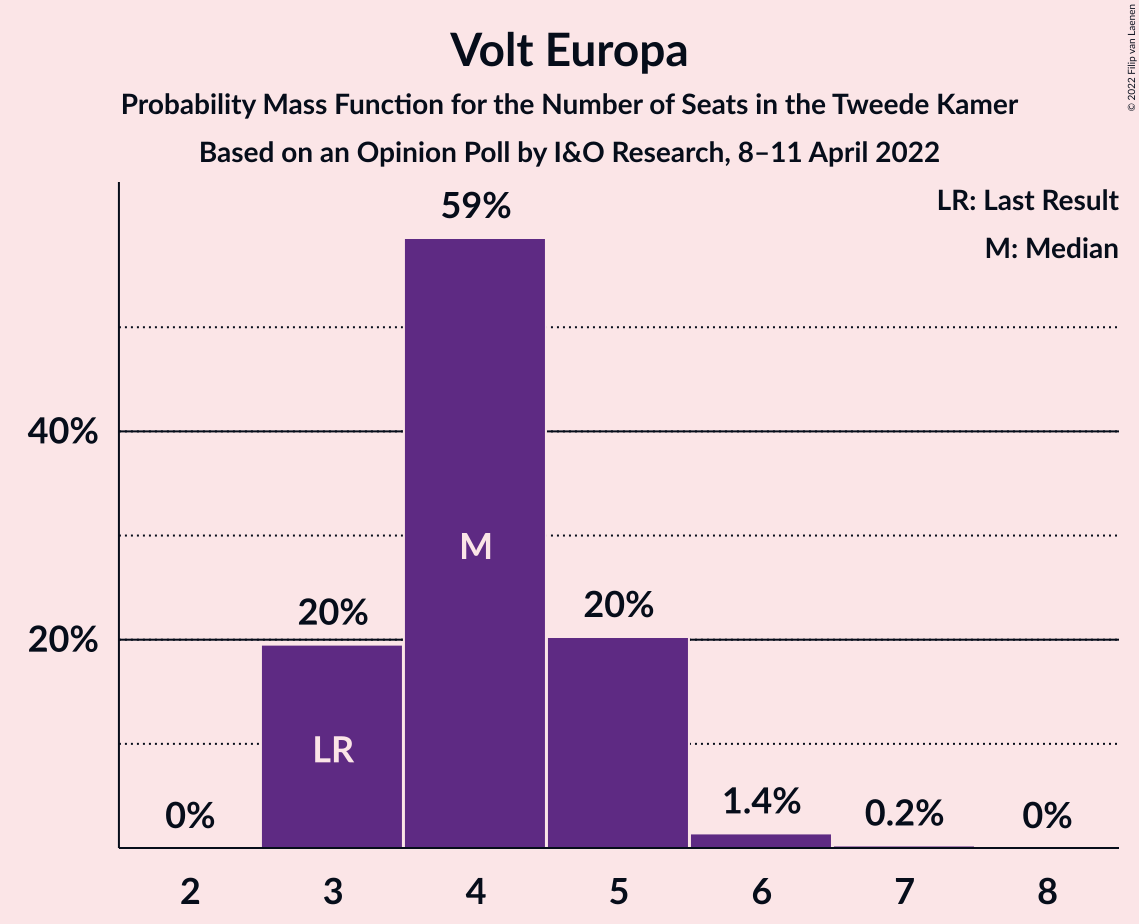 Volt Europa
Probability Mass Function for the Number of Seats in the Tweede Kamer
Based on an Opinion Poll by I&O Research, 8–11 April 2022
© 2022 Filip van Laenen
LR: Last Result
M: Median
59%
40%
M
20%
20%
20%
LR
0%
1.4%
0.2%
0%
2 3 4 5 6 7 8